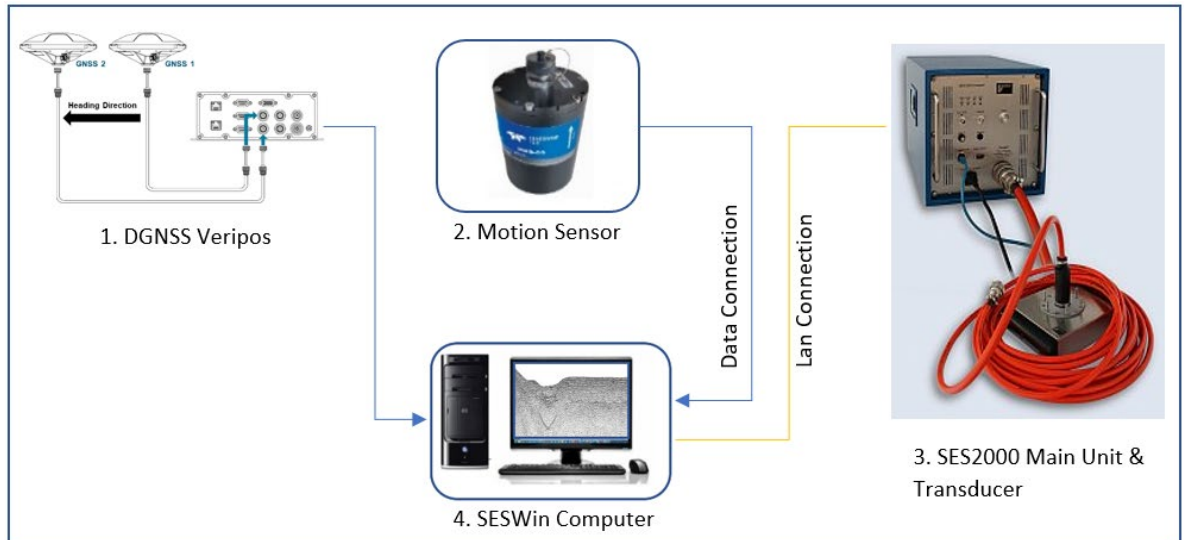 GNSS 2
GNSS 1
Heading Direction
1. DGNSS Veripos
2. Motion Sensor
Data Connection
Lan Connection
3. SES2000 Main Unit &
Transducer
4. SESWin Computer